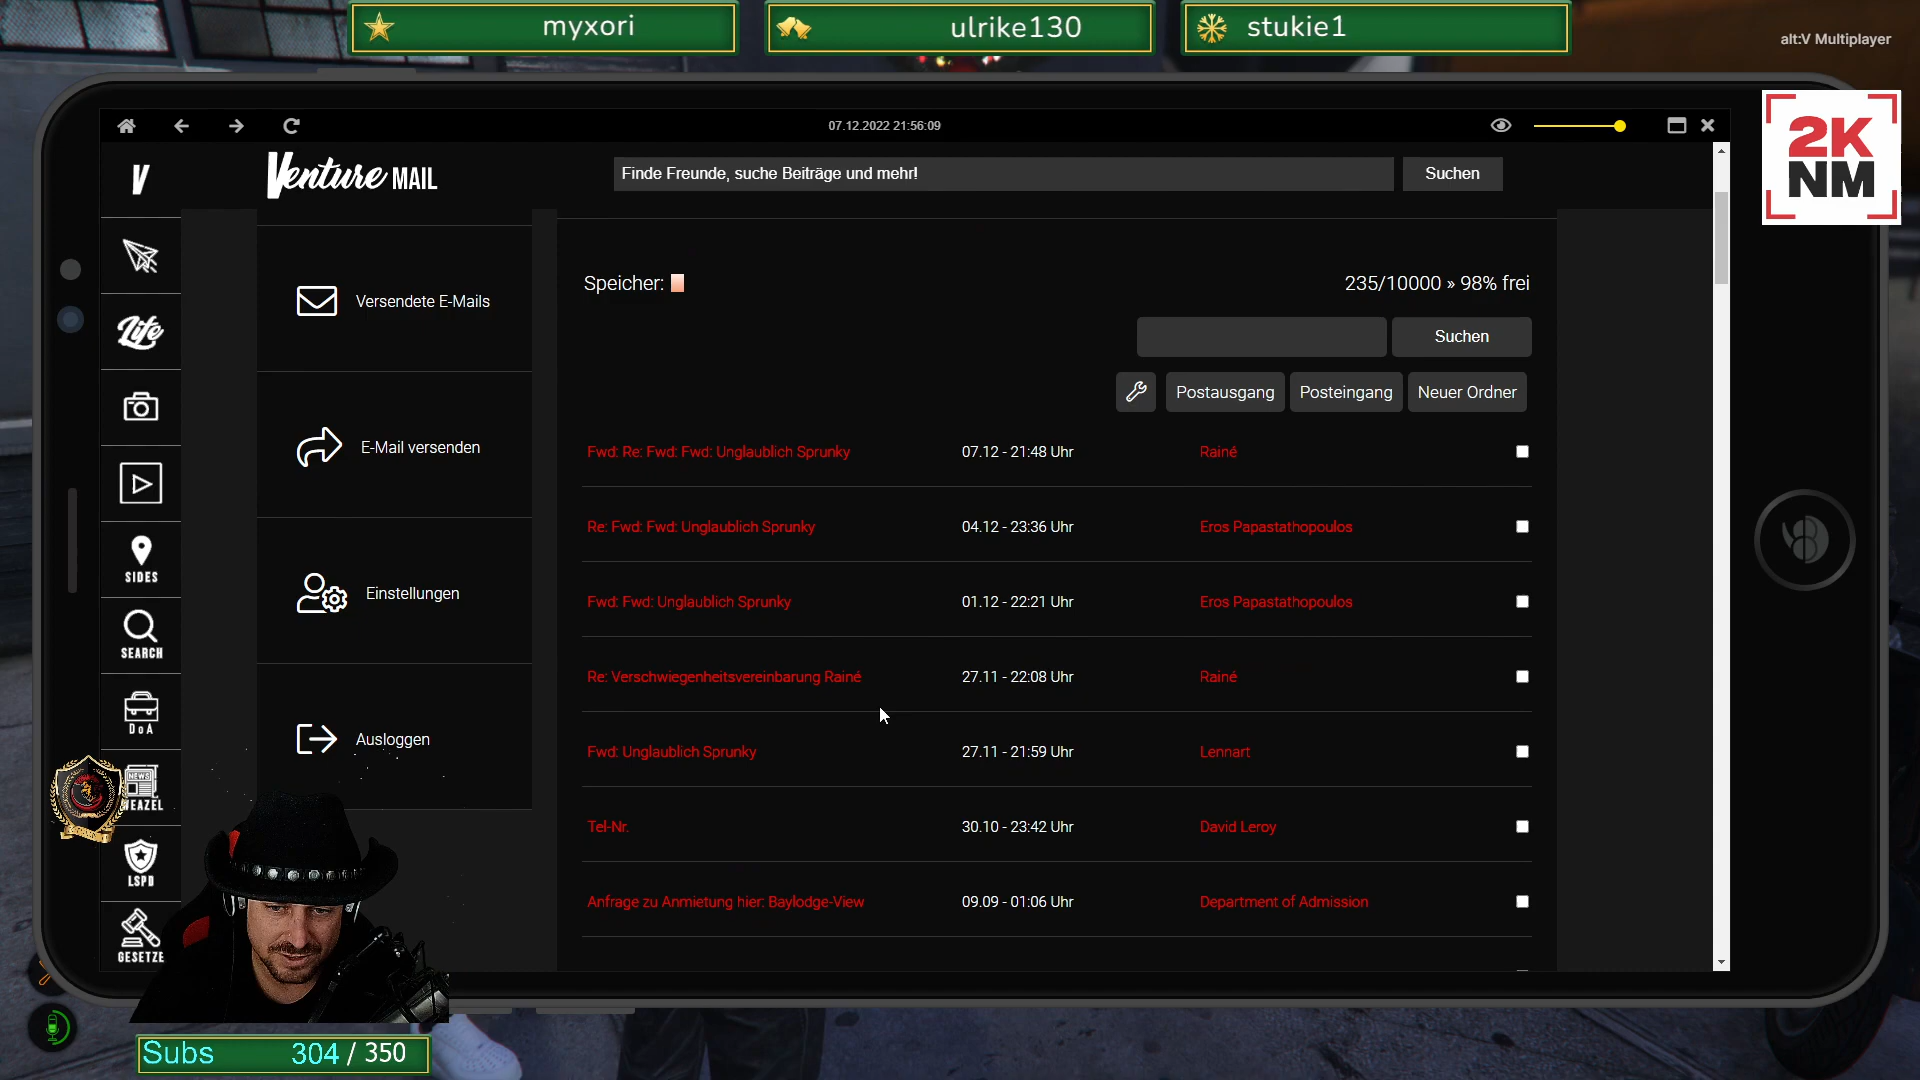 myxori
ulrike130
stukie1
alt:V Multiplayer
2K
NM
07.12.2022 21:56:09
V
Venture MAIL
Finde Freunde, suche Beiträge und mehr!
Suchen
Life
SIDES
SEARCH
DoA
NEWS
WEAZEL
LSPD
GESETZE
Versendete E-Mails
E-Mail versenden
Einstellungen
Ausloggen
Speicher:
235/10000 » 98% frei
Suchen
Postausgang
Posteingang
Neuer Ordner
Fwd: Re: Fwd: Fwd: Unglaublich Sprunky 07.12 - 21:48 Uhr Rainé
Re: Fwd: Fwd: Unglaublich Sprunky 04.12 - 23:36 Uhr Eros Papastathopoulos
Fwd: Fwd: Unglaublich Sprunky 01.12 - 22:21 Uhr Eros Papastathopoulos
Re: Verschwiegenheitsvereinbarung Rainé 27.11 - 22:08 Uhr Rainé
Fwd: Unglaublich Sprunky 27.11 - 21:59 Uhr Lennart
Tel-Nr. 30.10 - 23:42 Uhr David Leroy
Anfrage zu Anmietung hier: Baylodge-View 09.09 - 01:06 Uhr Department of Admission
Subs 304 / 350